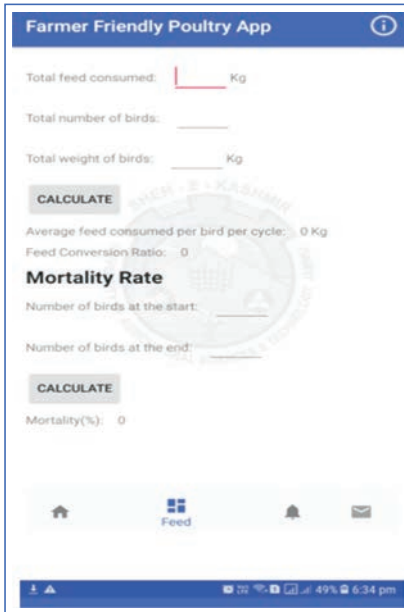 Farmer Friendly Poultry App
Total feed consumed: Kg
Total number of birds:
Total weight of birds: Kg
CALCULATE
SHER - E - KASHMIR
Average feed consumed per bird per cycle: 0 Kg
Feed Conversion Ratio: 0
Mortality Rate
Number of birds at the start:
Number of birds at the end:
CALCULATE
Mortality(%): 0
Feed
49% 6:34 pm